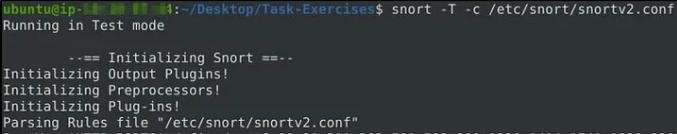 ubuntu@ip- 4:~/Desktop/Task-Exercises$ snort -T -c /etc/snort/snortv2.conf
Running in Test mode
--== Initializing Snort ==--
Initializing Output Plugins!
Initializing Preprocessors!
Initializing Plug-ins!
Parsing Rules file "/etc/snort/snortv2.conf"